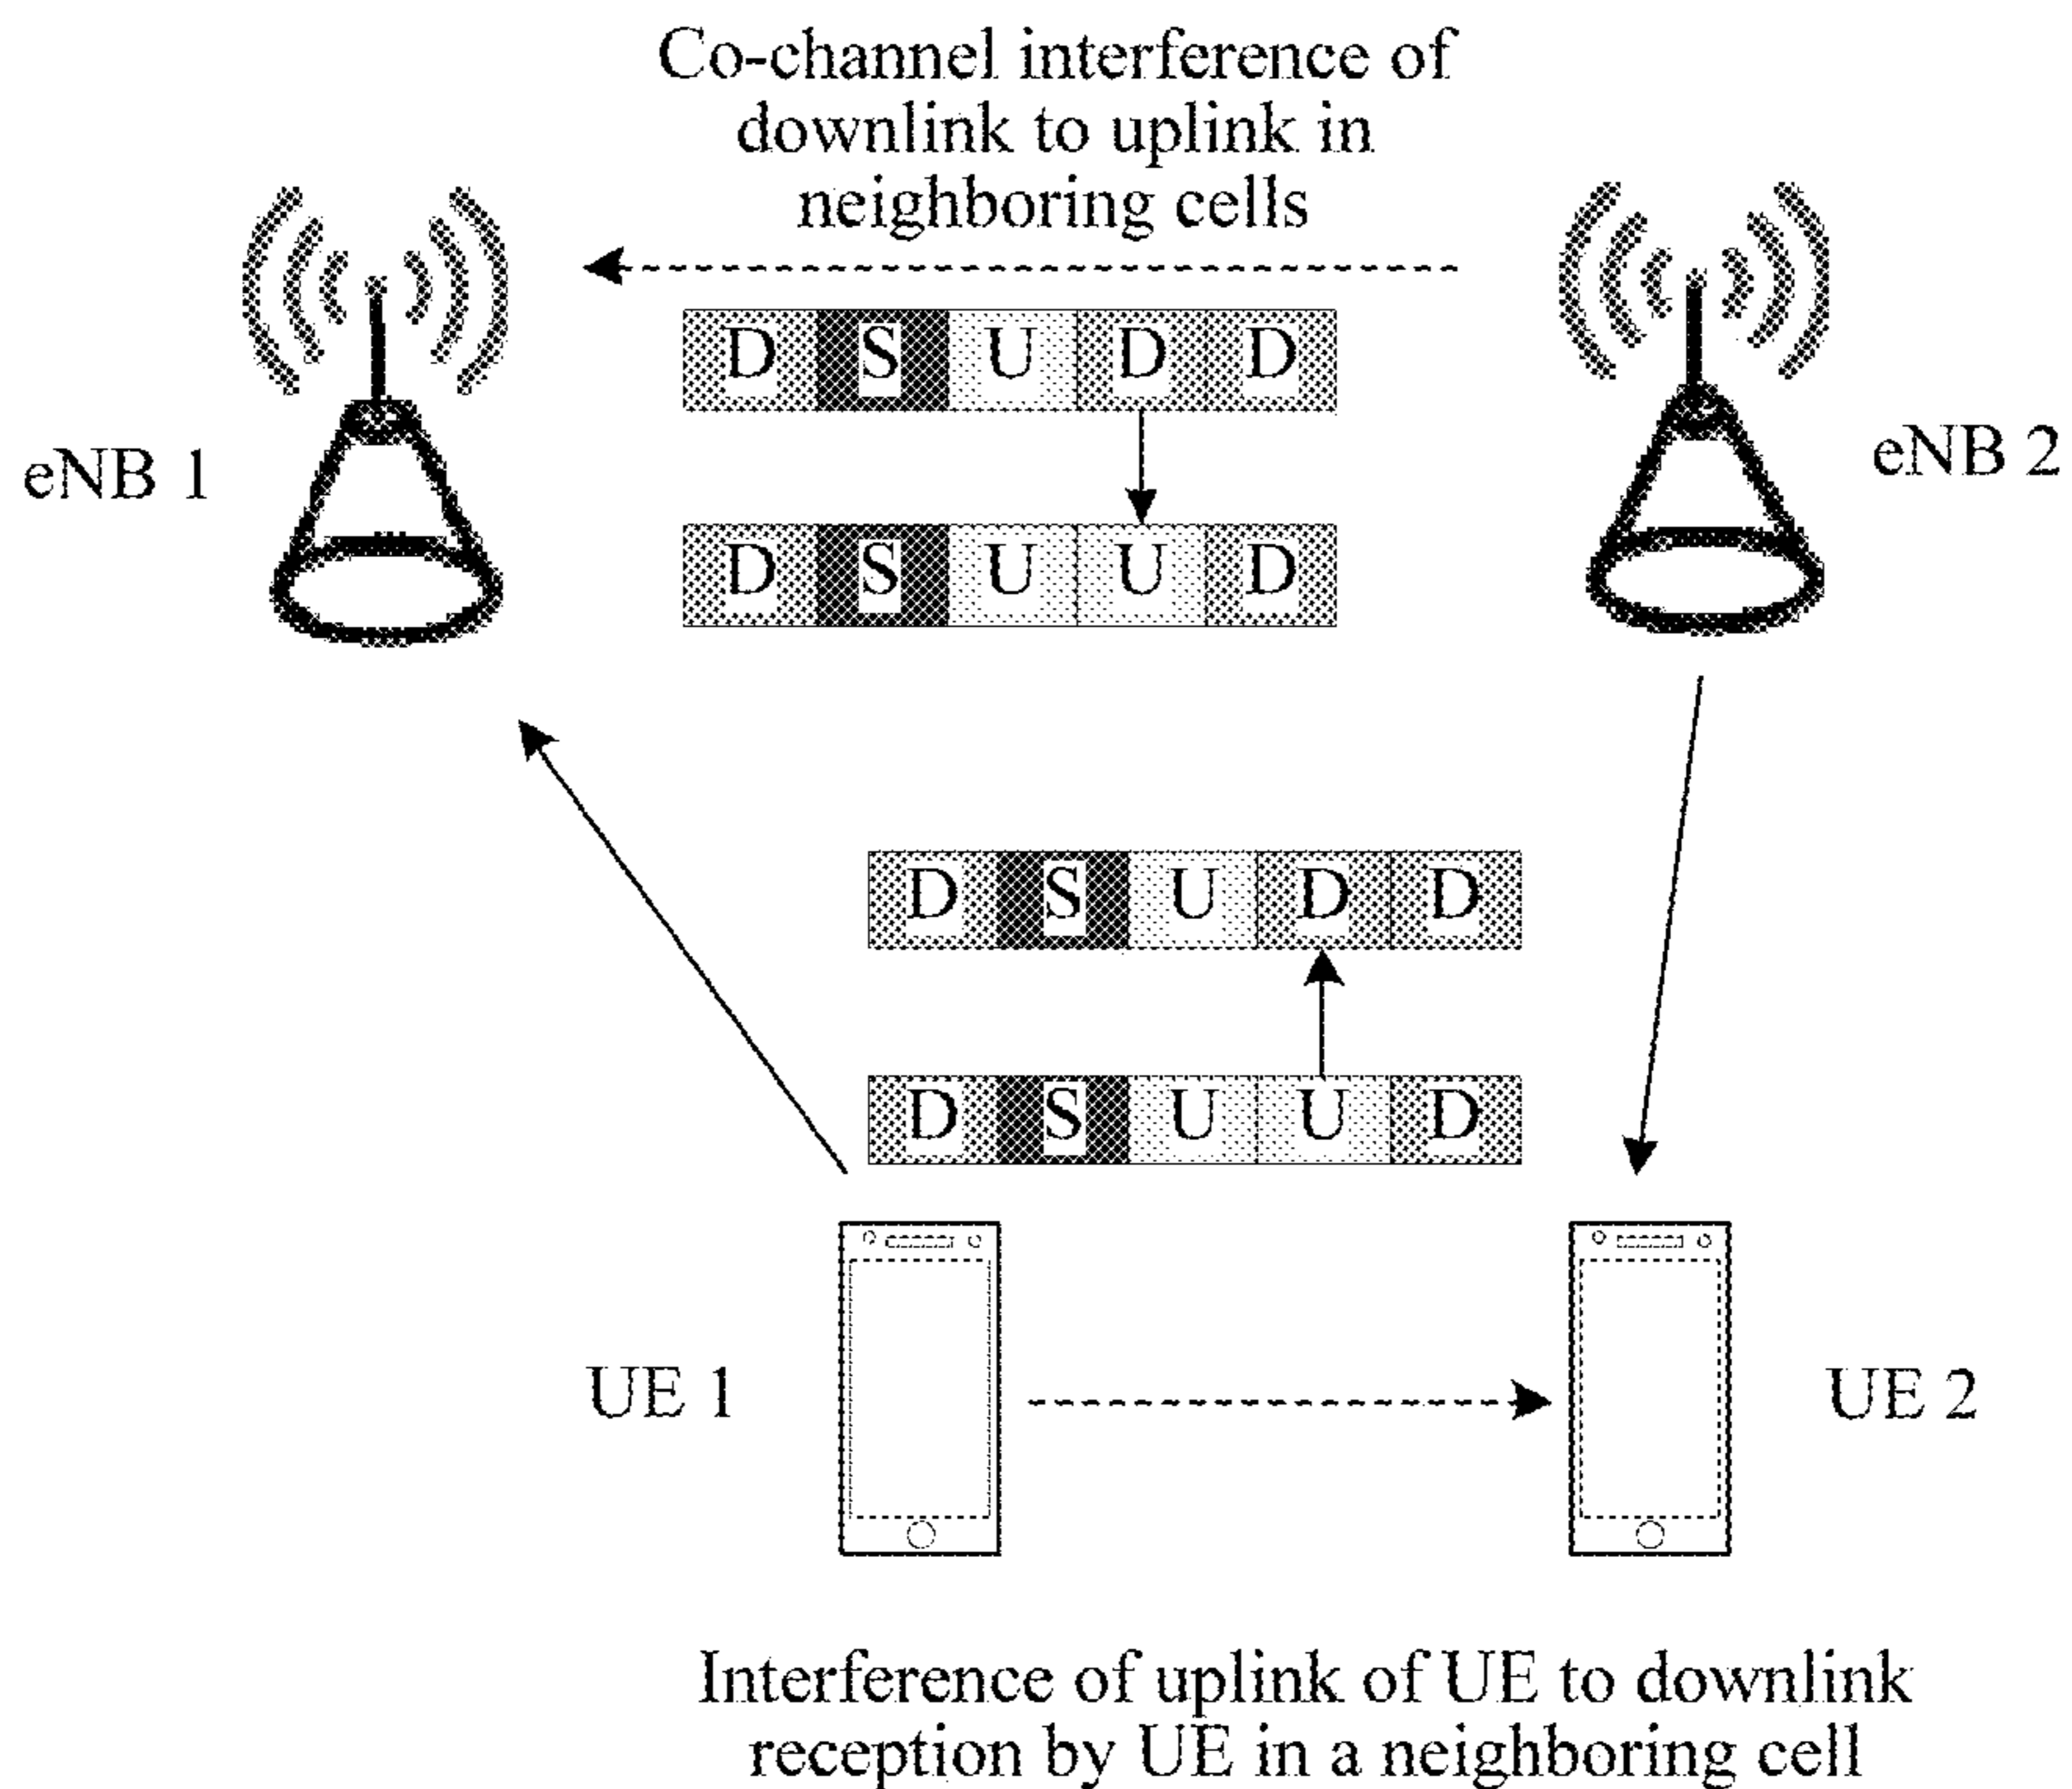 Co-channel interference of
downlink to uplink in
neighboring cells
D S U D D
eNB 1
eNB 2
D S U U D
D S U D D
D S U U D
UE 1
UE 2
Interference of uplink of UE to downlink
reception by UE in a neighboring cell